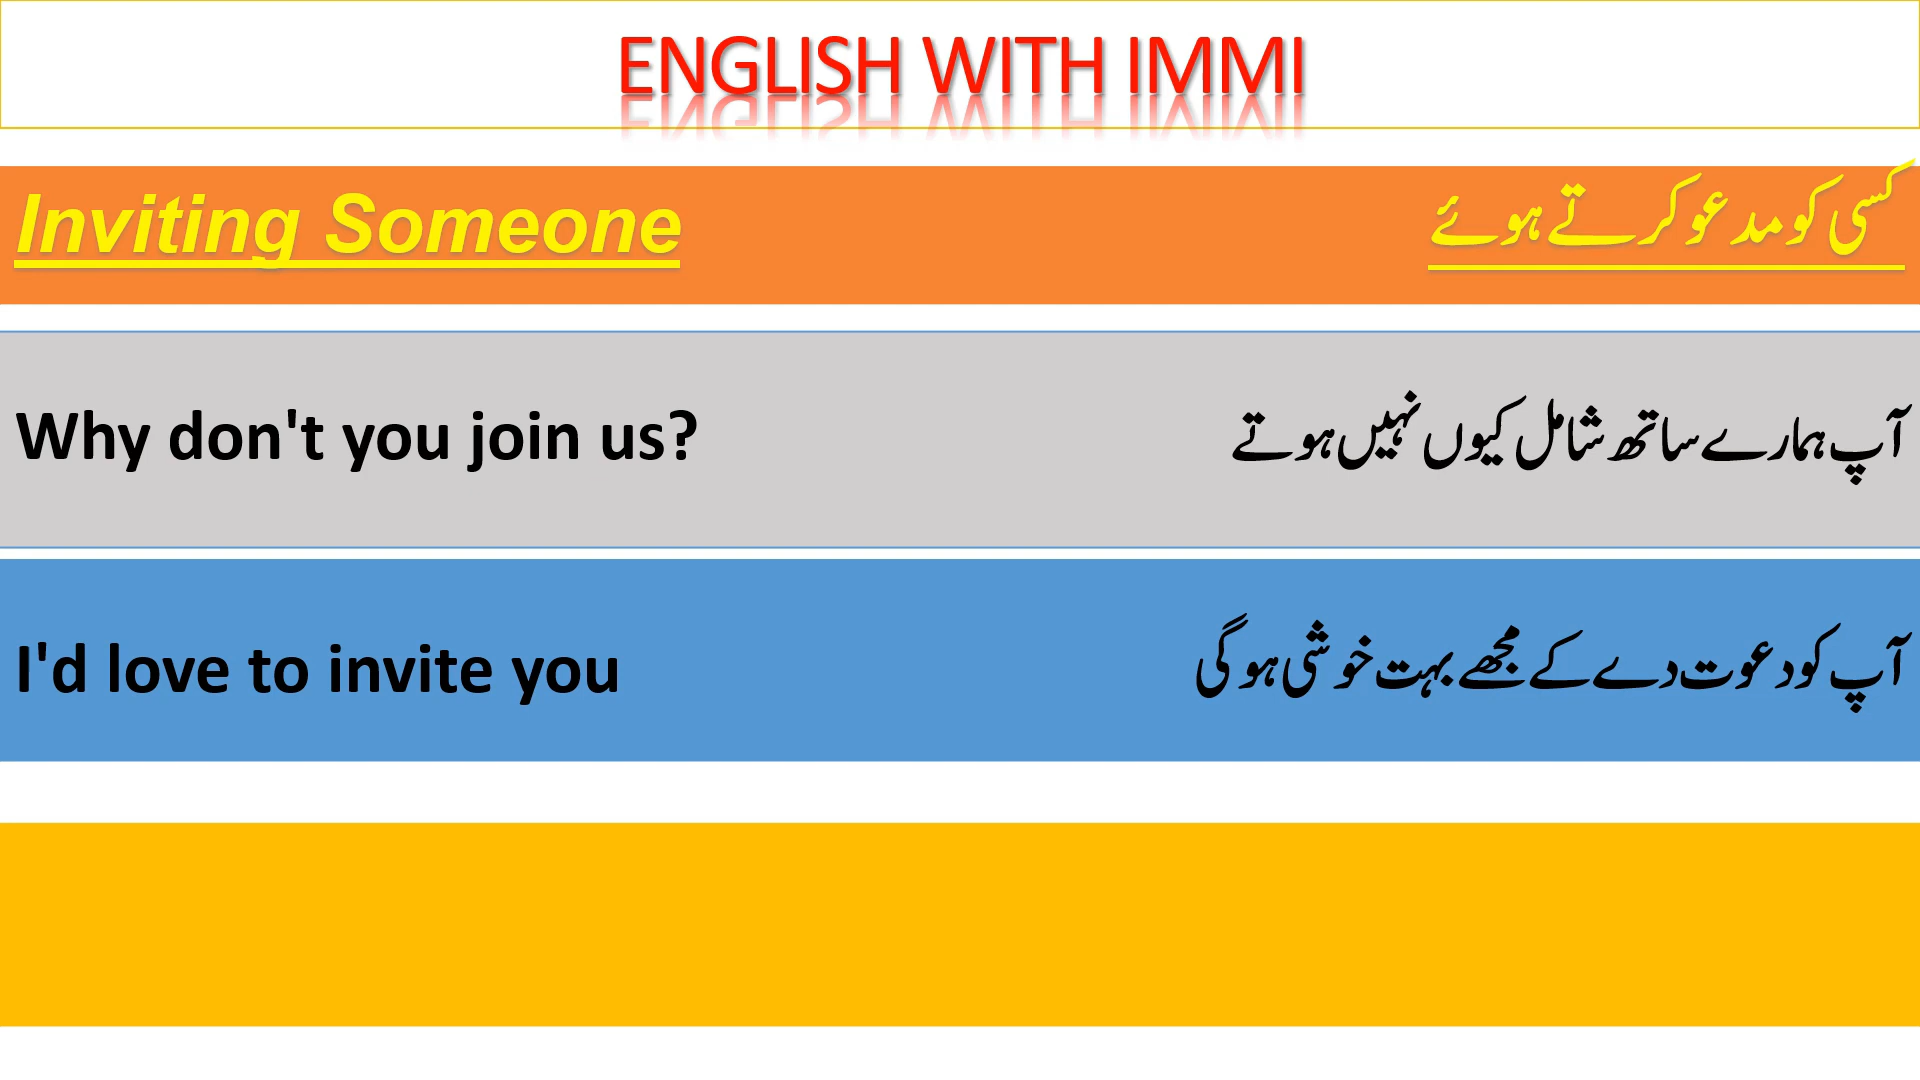 ENGLISH WITH IMMI
Inviting Someone کسی کو مدعو کرتے ہوئے
Why don't you join us? آپ ہمارے ساتھ شامل کیوں نہیں ہوتے
I'd love to invite you آپ کو دعوت دے کے مجھے بہت خوشی ہو گی